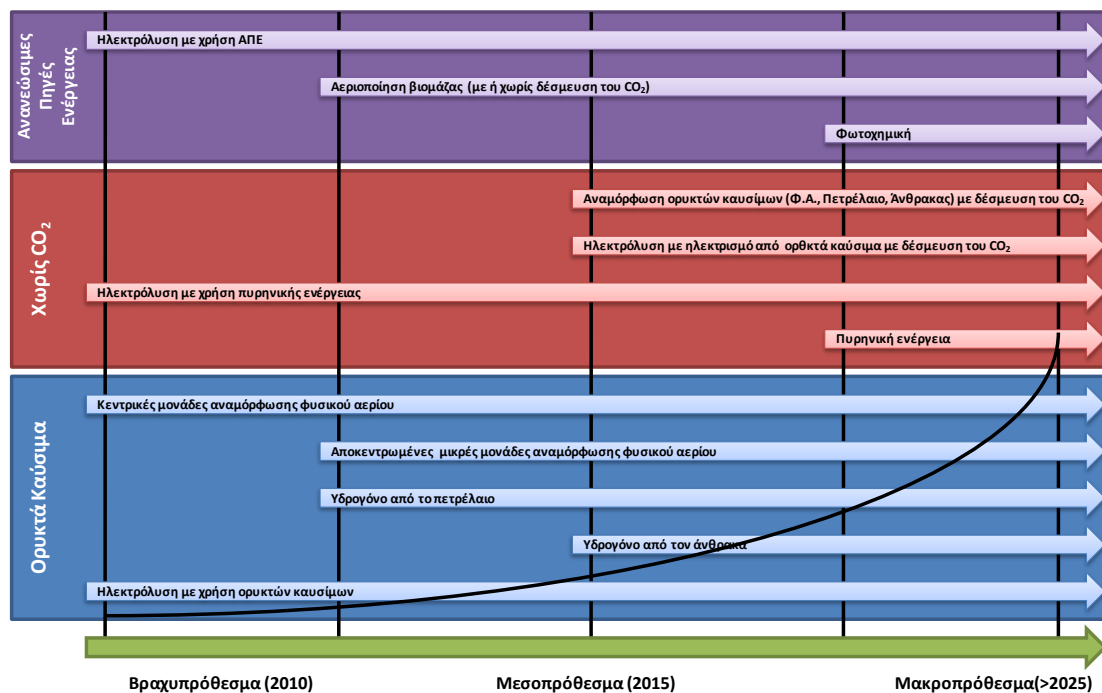 Ανανεώσιμες
Πηγές
Ενέργειας
Ηλεκτρόλυση με χρήση ΑΠΕ
Αεριοποίηση βιομάζας (με ή χωρίς δέσμευση του CO₂)
Φωτοχημική
Χωρίς CO₂
Αναμόρφωση ορυκτών καυσίμων (Φ.Α., Πετρέλαιο, Άνθρακας) με δέσμευση του CO₂
Ηλεκτρόλυση με ηλεκτρισμό από ορθκτά καύσιμα με δέσμευση του CO₂
Ηλεκτρόλυση με χρήση πυρηνικής ενέργειας
Πυρηνική ενέργεια
Ορυκτά Καύσιμα
Κεντρικές μονάδες αναμόρφωσης φυσικού αερίου
Αποκεντρωμένες μικρές μονάδες αναμόρφωσης φυσικού αερίου
Υδρογόνο από το πετρέλαιο
Υδρογόνο από τον άνθρακα
Ηλεκτρόλυση με χρήση ορυκτών καυσίμων
Βραχυπρόθεσμα (2010)
Μεσοπρόθεσμα (2015)
Μακροπρόθεσμα(>2025)